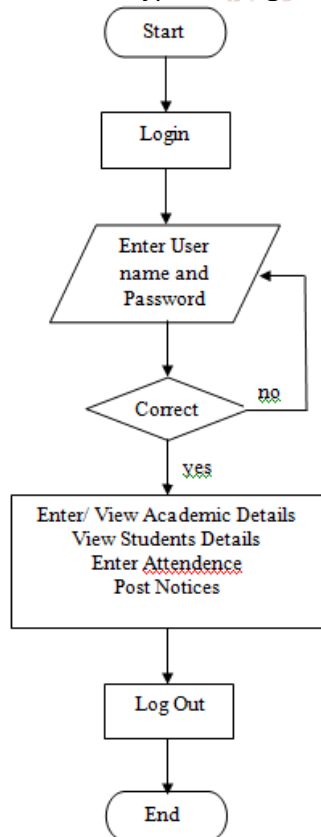 Start
Login
Enter User
name and
Password
no
Correct
yes
Enter/ View Academic Details
View Students Details
Enter Attendence
Post Notices
Log Out
End